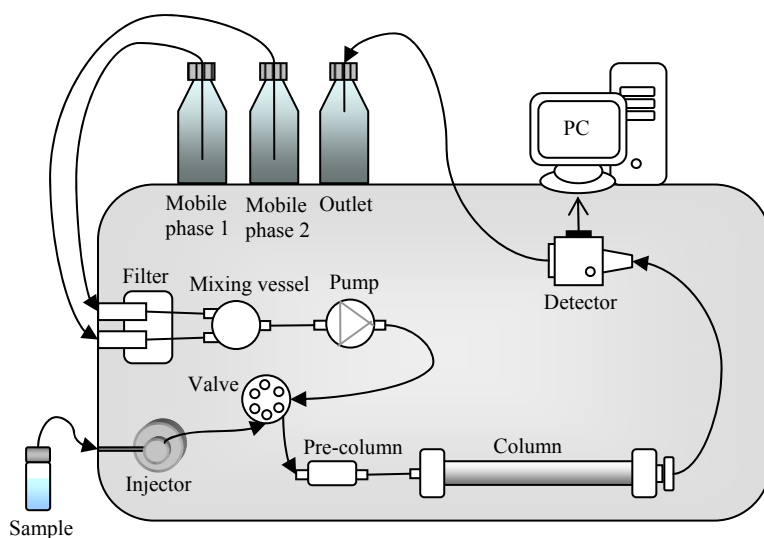 PC
Mobile
phase 1
Mobile
phase 2
Outlet
Filter
Mixing vessel
Pump
Detector
Valve
Pre-column
Column
Injector
Sample